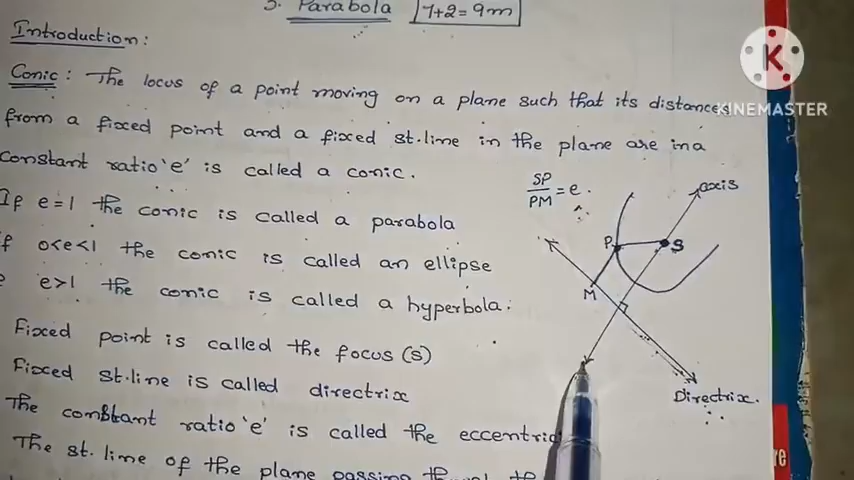 3. Parabola 7+2=9m
Introduction:
Conic: The locus of a point moving on a plane such that its distances
from a fixed point and a fixed st.line in the plane are in a
constant ratio 'e' is called a conic.
SP/PM = e.
axis
If e=1 the conic is called a parabola
If 0<e<1 the conic is called an ellipse
P
S
e>1 the conic is called a hyperbola.
M
Fixed point is called the focus (S)
Fixed st.line is called directrix
Directrix.
The constant ratio 'e' is called the eccentric
The st.line of the plane passing
K
KINEMASTER